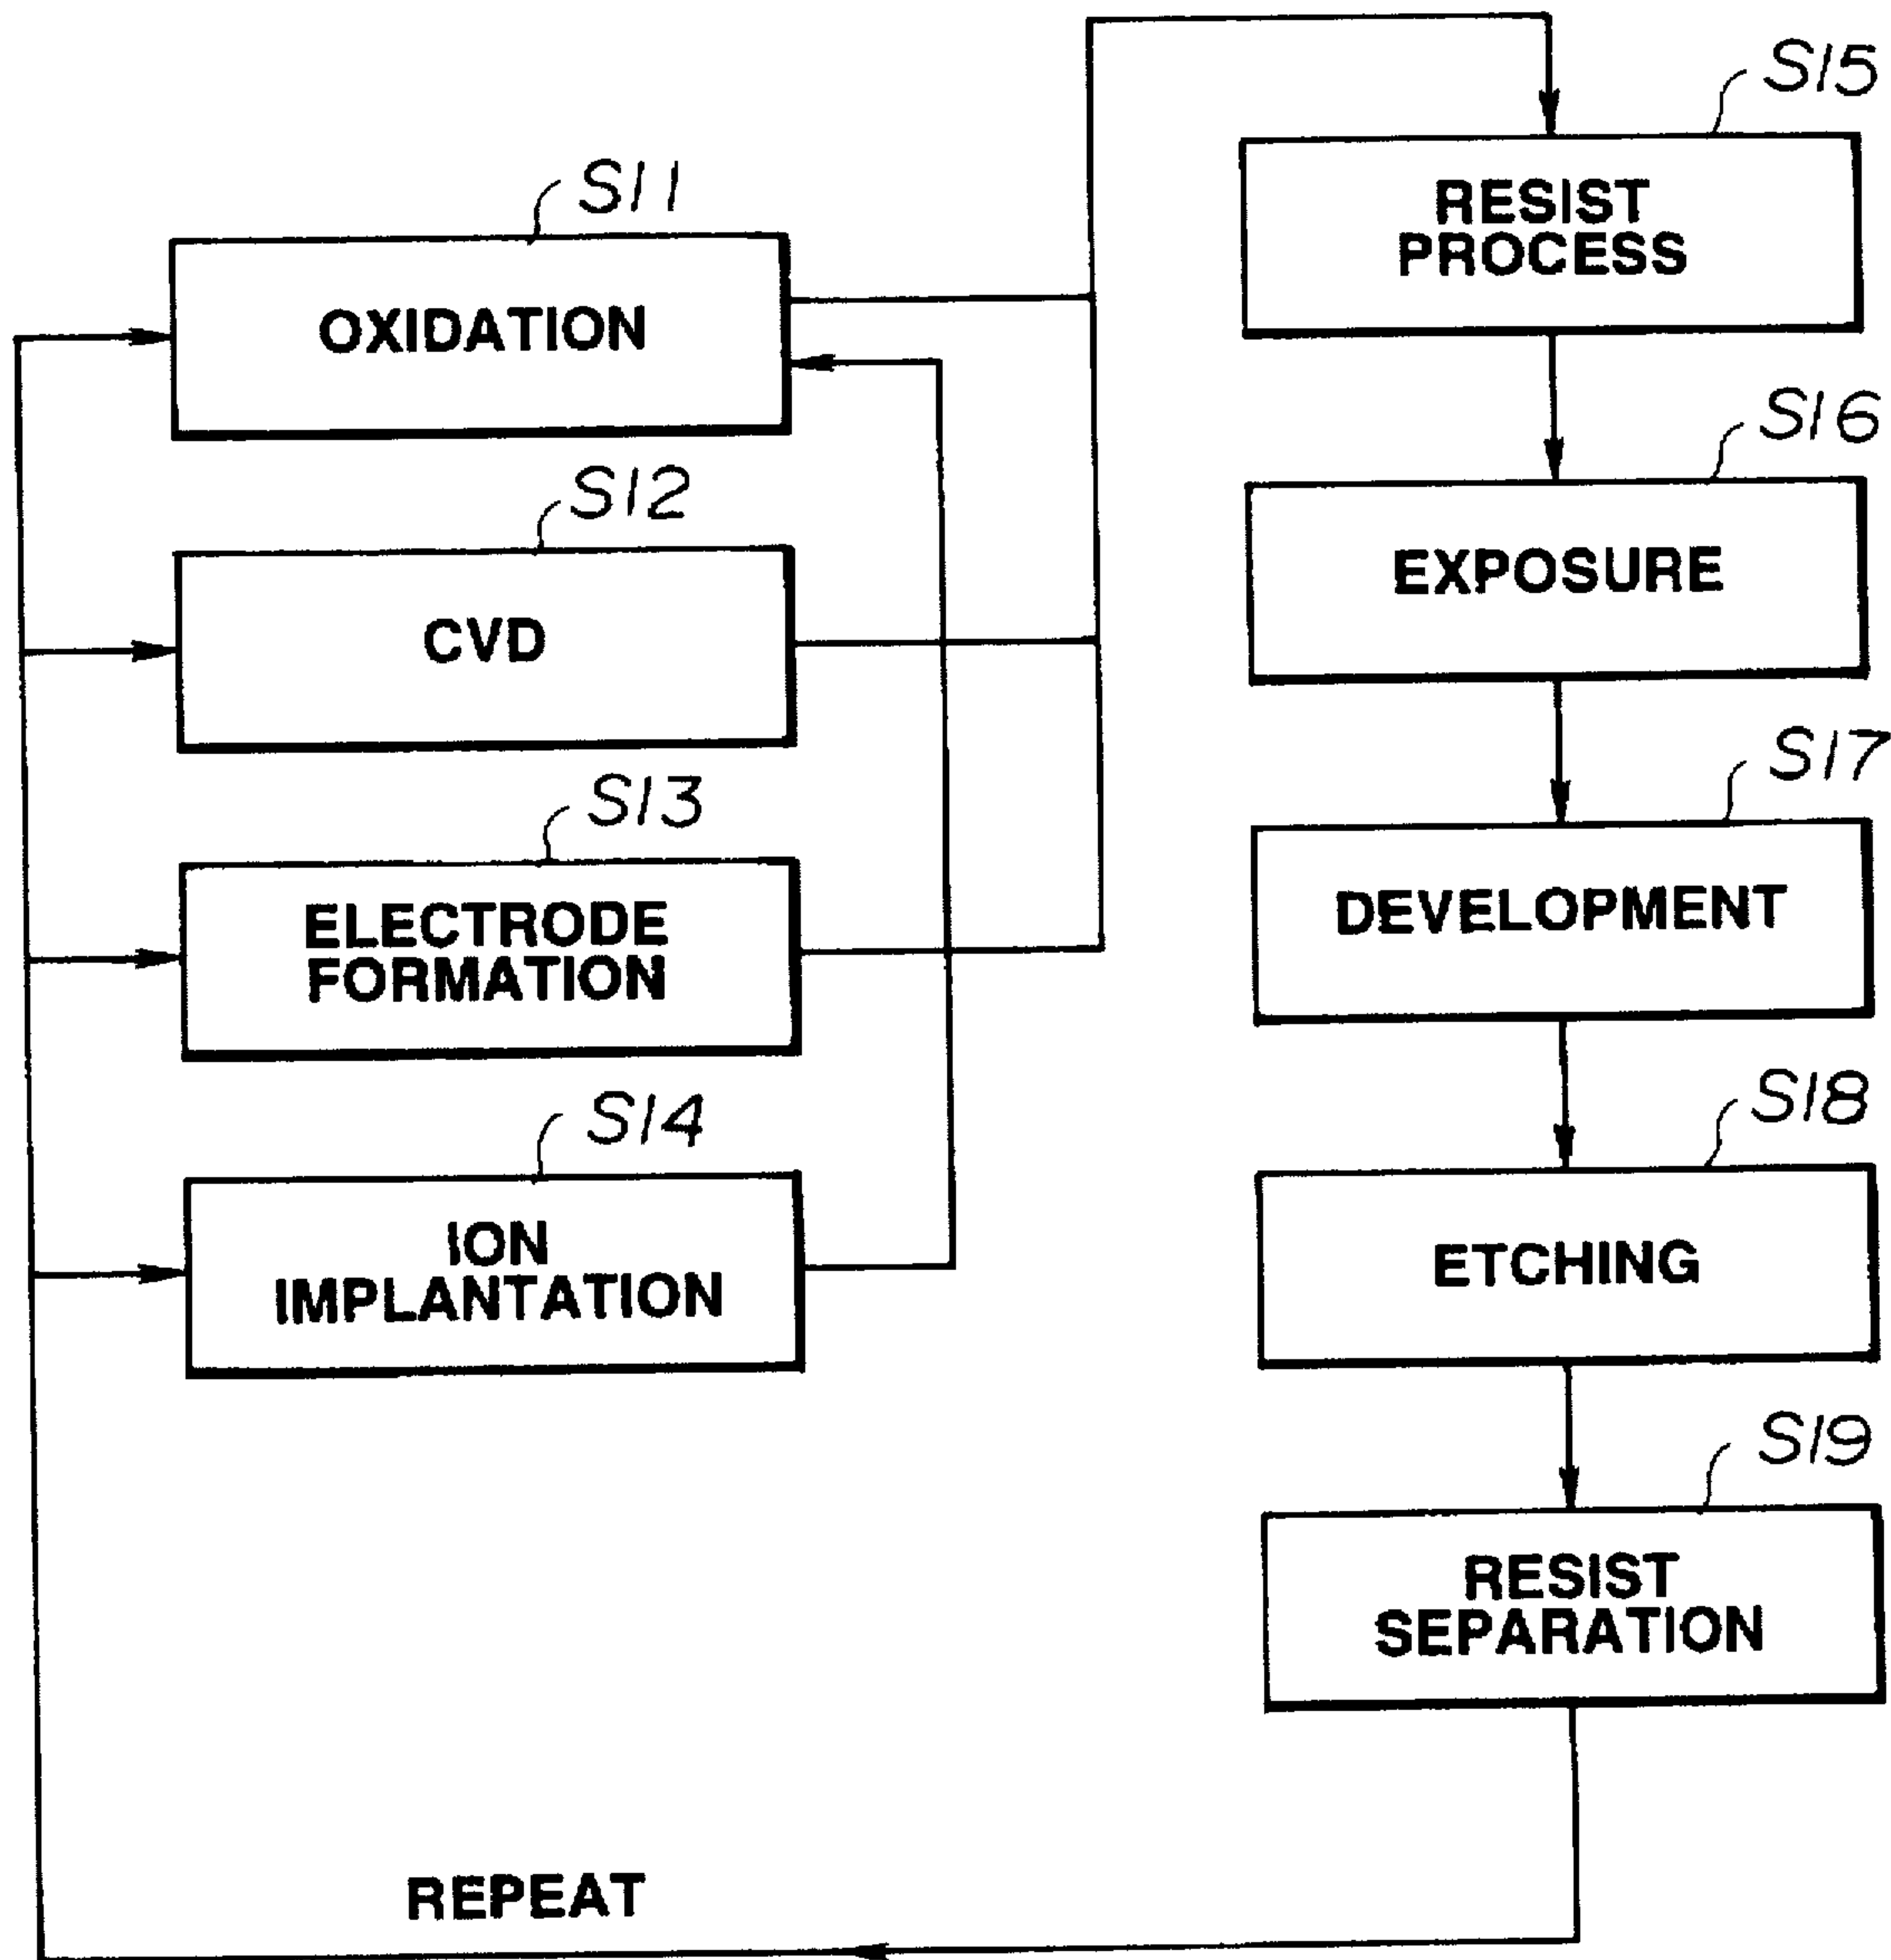 S11
OXIDATION
S12
CVD
S13
ELECTRODE
FORMATION
S14
ION
IMPLANTATION
S15
RESIST
PROCESS
S16
EXPOSURE
S17
DEVELOPMENT
S18
ETCHING
S19
RESIST
SEPARATION
REPEAT